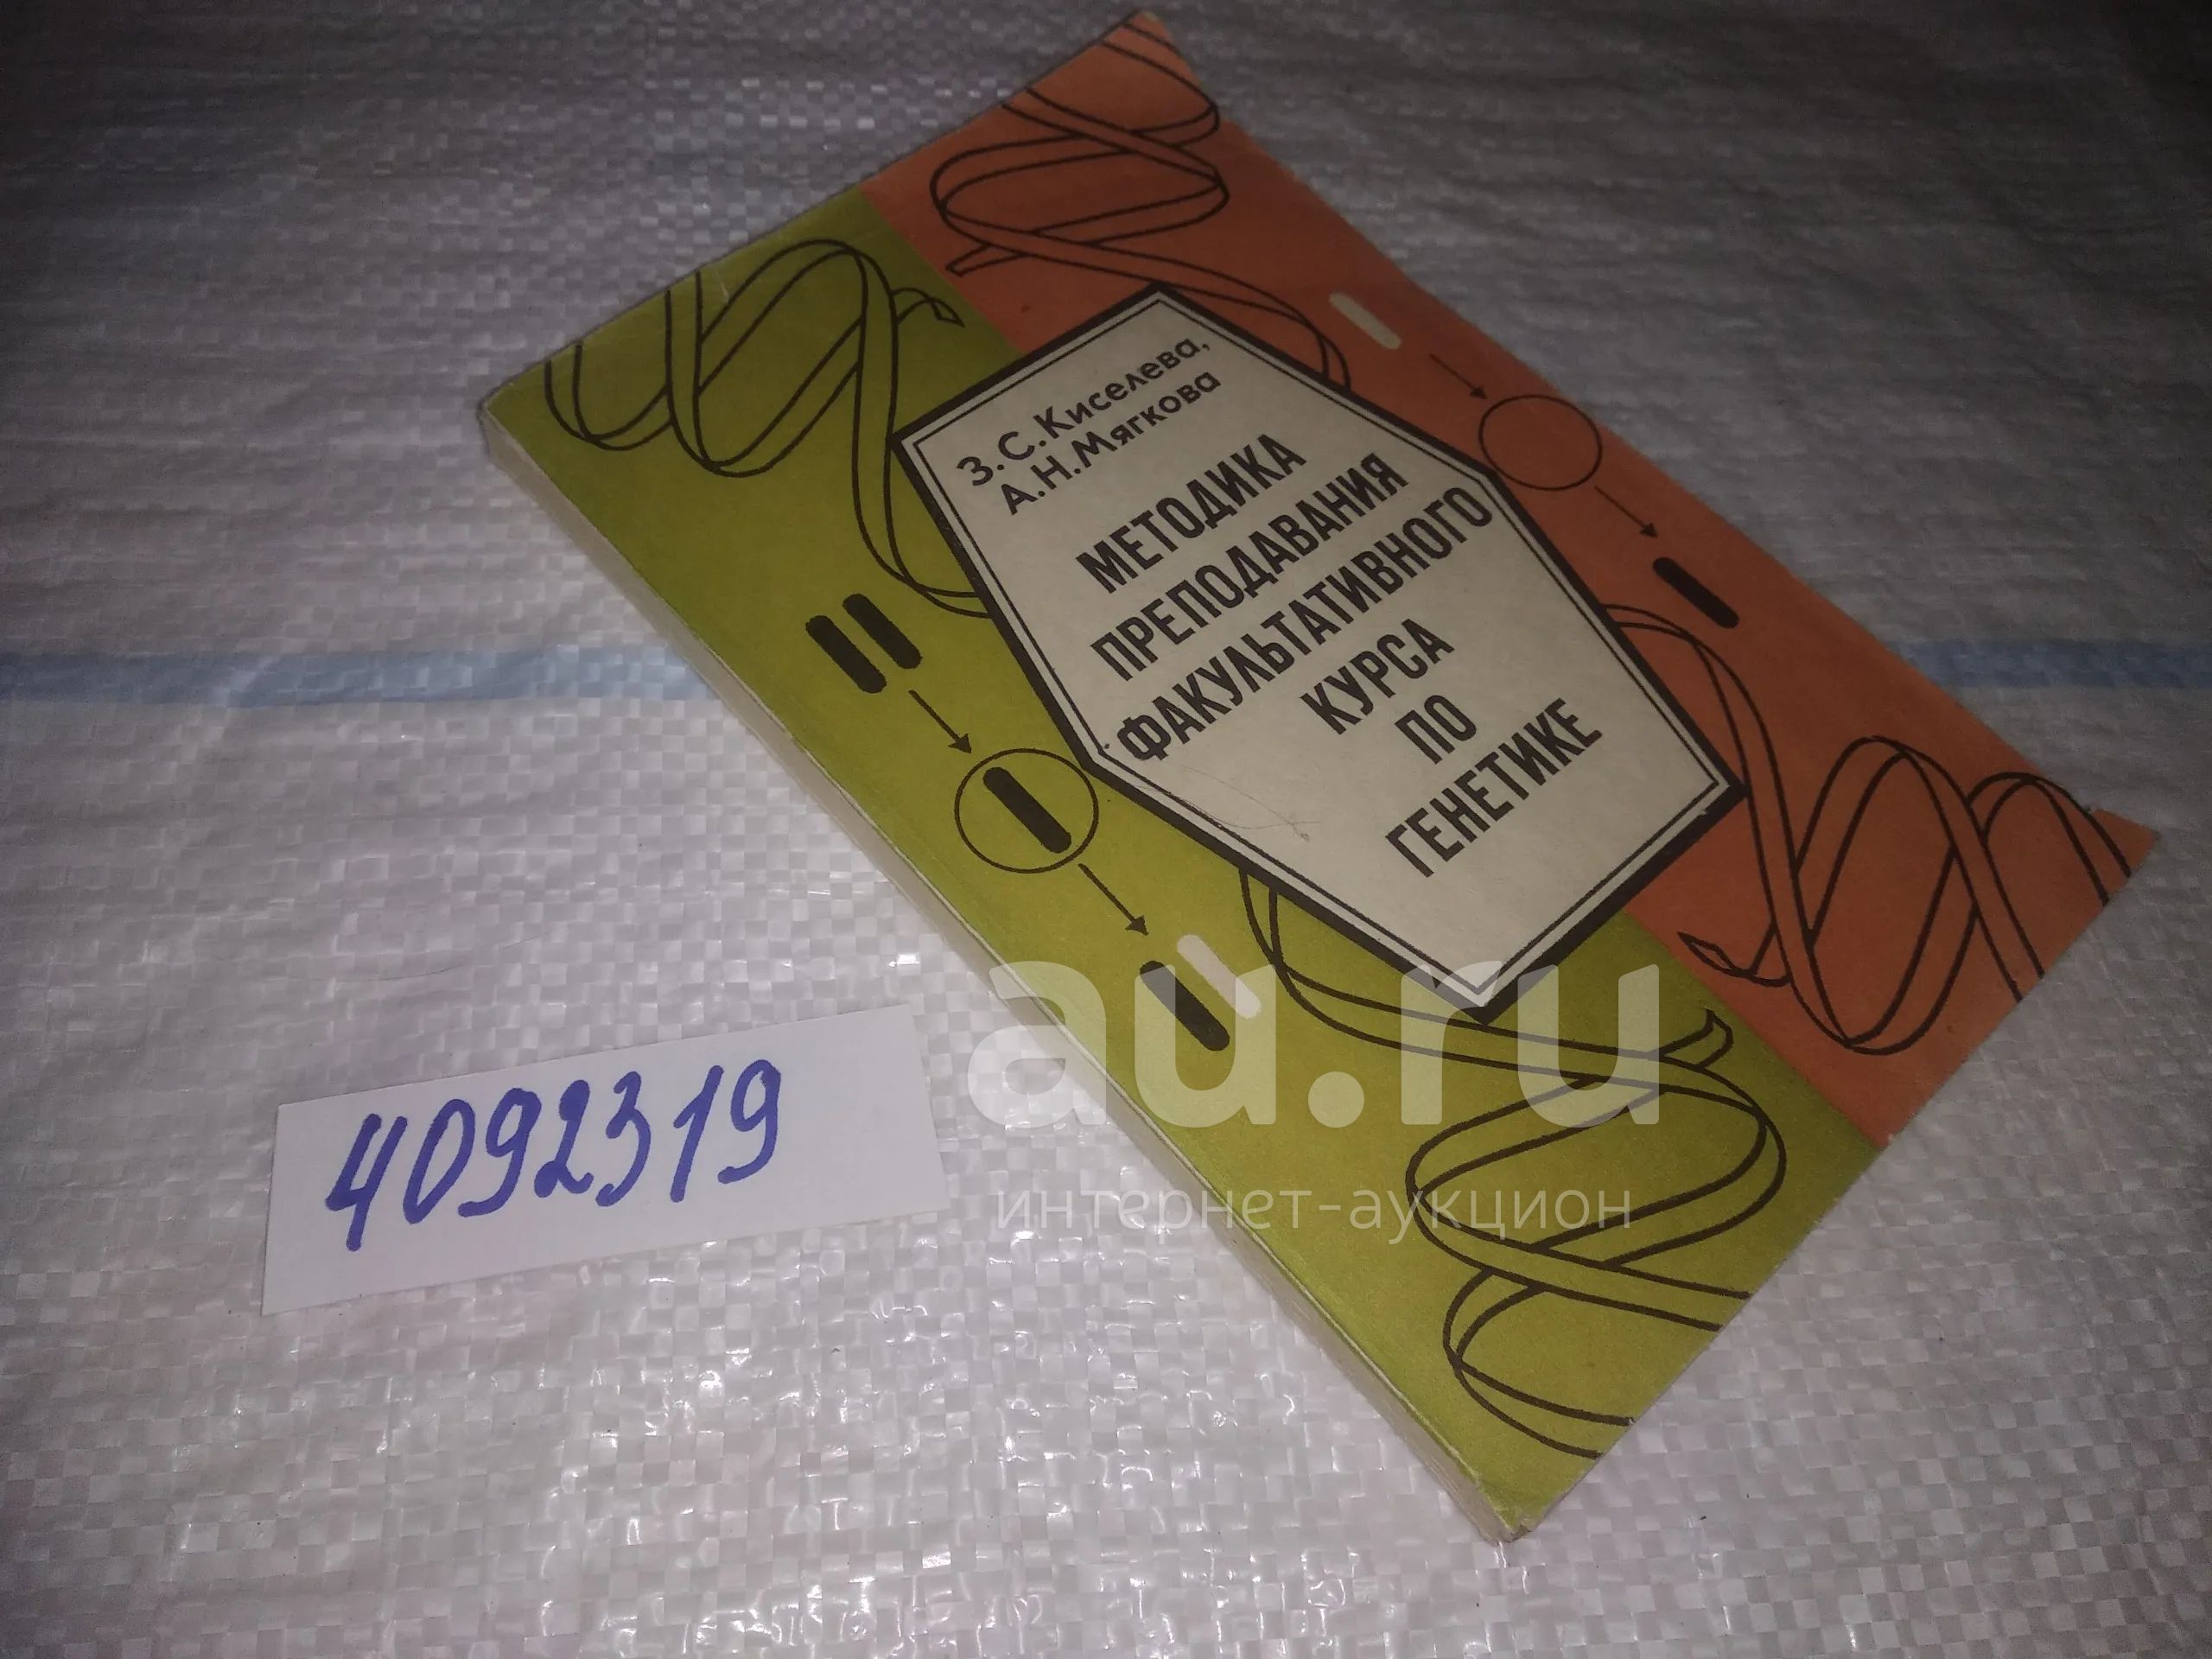 З. С. Киселева,
А. Н. Мягкова
МЕТОДИКА
ПРЕПОДАВАНИЯ
ФАКУЛЬТАТИВНОГО
КУРСА
ПО
ГЕНЕТИКЕ
4092319
au.ru
интернет-аукцион